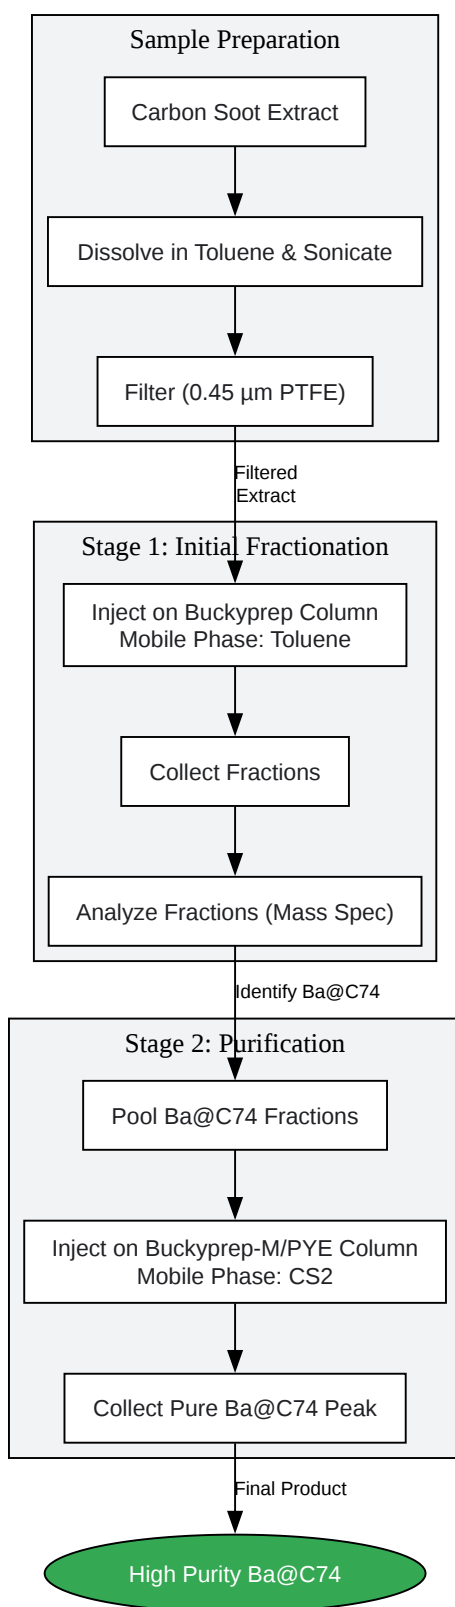 Sample Preparation
Carbon Soot Extract
Dissolve in Toluene & Sonicate
Filter (0.45 µm PTFE)
Filtered
Extract
Stage 1: Initial Fractionation
Inject on Buckyprep Column
Mobile Phase: Toluene
Collect Fractions
Analyze Fractions (Mass Spec)
Identify Ba@C74
Stage 2: Purification
Pool Ba@C74 Fractions
Inject on Buckyprep-M/PYE Column
Mobile Phase: CS2
Collect Pure Ba@C74 Peak
Final Product
High Purity Ba@C74